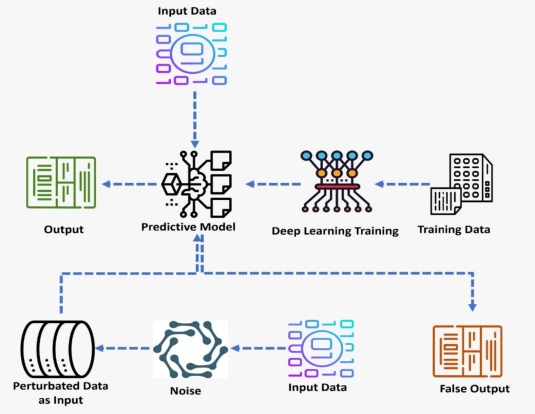 Input Data
Output
Predictive Model
Deep Learning Training
Training Data
Perturbated Data
as Input
Noise
Input Data
False Output